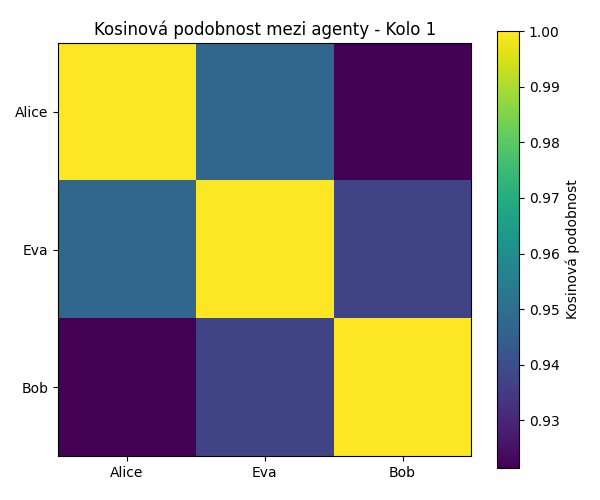 Kosinová podobnost mezi agenty - Kolo 1
Alice
Eva
Bob
Alice Eva Bob
1.00
0.99
0.98
0.97
0.96
0.95
0.94
0.93
Kosinová podobnost